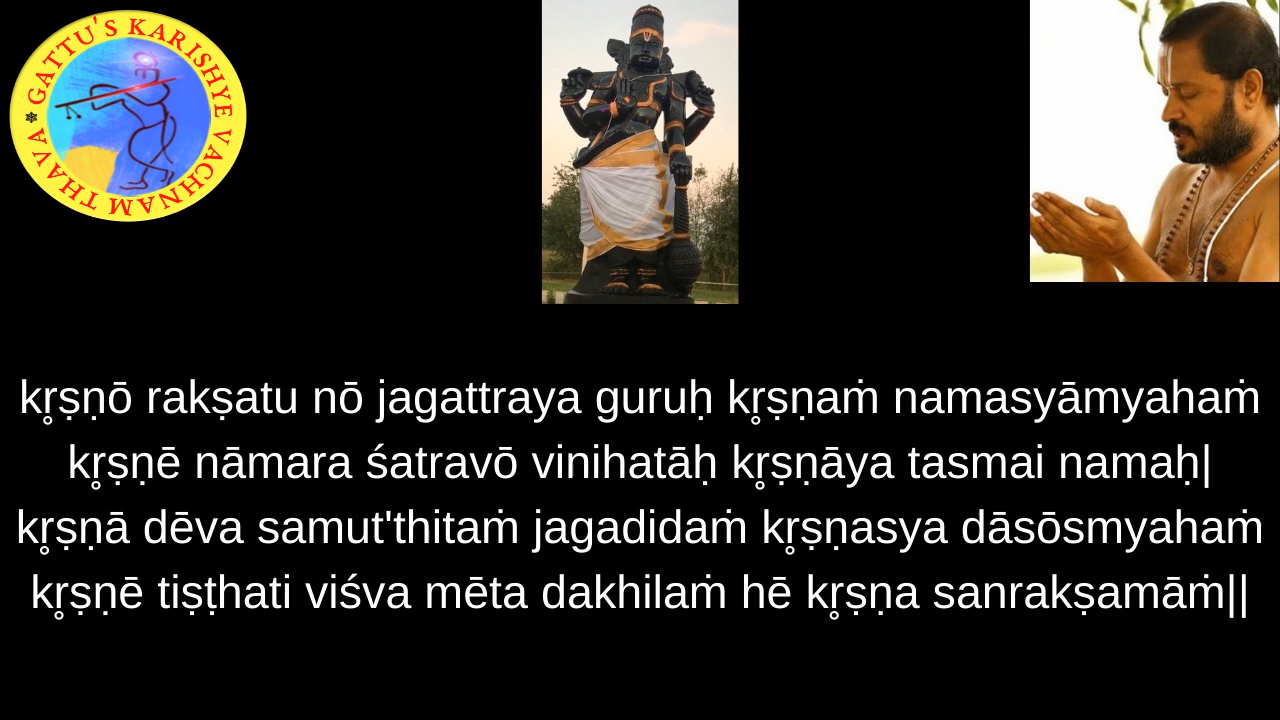 GATTU'S KARISHYE VACHNAM THAVA
kr̥ṣṇō rakṣatu nō jagattraya guruḥ kr̥ṣṇaṁ namasyāmyahaṁ
kr̥ṣṇē nāmara śatravō vinihatāḥ kr̥ṣṇāya tasmai namaḥ|
kr̥ṣṇā dēva samut'thitaṁ jagadidaṁ kr̥ṣṇasya dāsōsmyahaṁ
kr̥ṣṇē tiṣṭhati viśva mēta dakhilaṁ hē kr̥ṣṇa sanrakṣamāṁ||